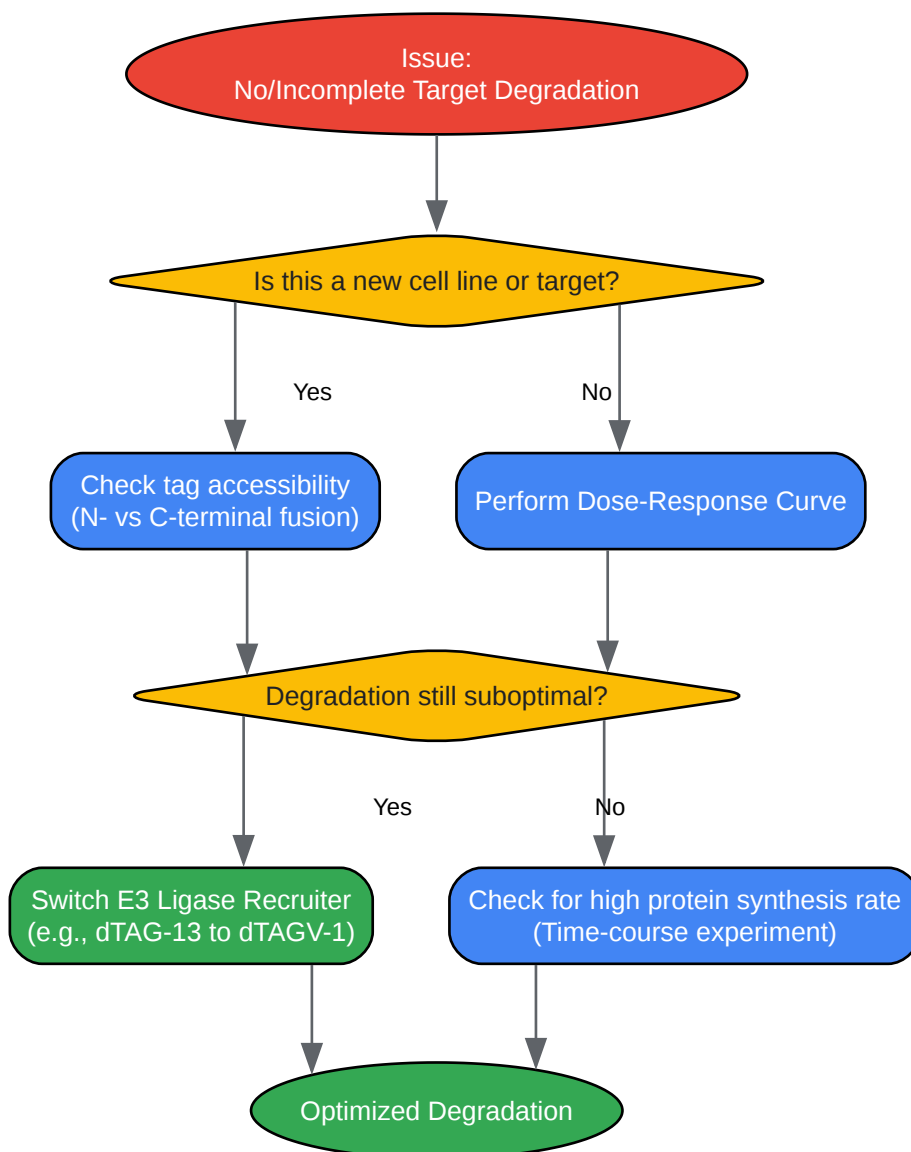 Issue:
No/Incomplete Target Degradation
Is this a new cell line or target?
Yes
No
Check tag accessibility
(N- vs C-terminal fusion)
Perform Dose-Response Curve
Degradation still suboptimal?
Yes
No
Switch E3 Ligase Recruiter
(e.g., dTAG-13 to dTAGV-1)
Check for high protein synthesis rate
(Time-course experiment)
Optimized Degradation